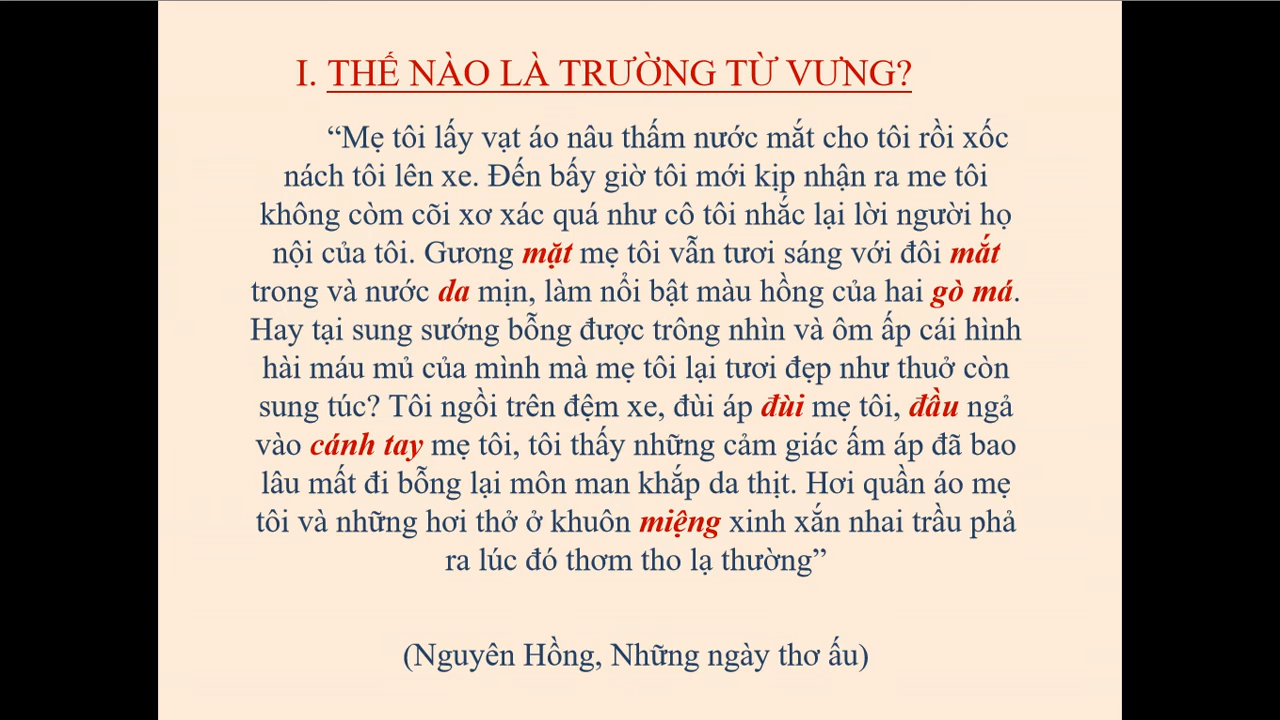 I. THẾ NÀO LÀ TRƯỜNG TỪ VƯNG?
“Mẹ tôi lấy vạt áo nâu thấm nước mắt cho tôi rồi xốc
nách tôi lên xe. Đến bấy giờ tôi mới kịp nhận ra me tôi
không còm cõi xơ xác quá như cô tôi nhắc lại lời người họ
nội của tôi. Gương mặt mẹ tôi vẫn tươi sáng với đôi mắt
trong và nước da mịn, làm nổi bật màu hồng của hai gò má.
Hay tại sung sướng bỗng được trông nhìn và ôm ấp cái hình
hài máu mủ của mình mà mẹ tôi lại tươi đẹp như thuở còn
sung túc? Tôi ngồi trên đệm xe, đùi áp đùi mẹ tôi, đầu ngả
vào cánh tay mẹ tôi, tôi thấy những cảm giác ấm áp đã bao
lâu mất đi bỗng lại môn man khắp da thịt. Hơi quần áo mẹ
tôi và những hơi thở ở khuôn miệng xinh xắn nhai trầu phả
ra lúc đó thơm tho lạ thường”
(Nguyên Hồng, Những ngày thơ ấu)